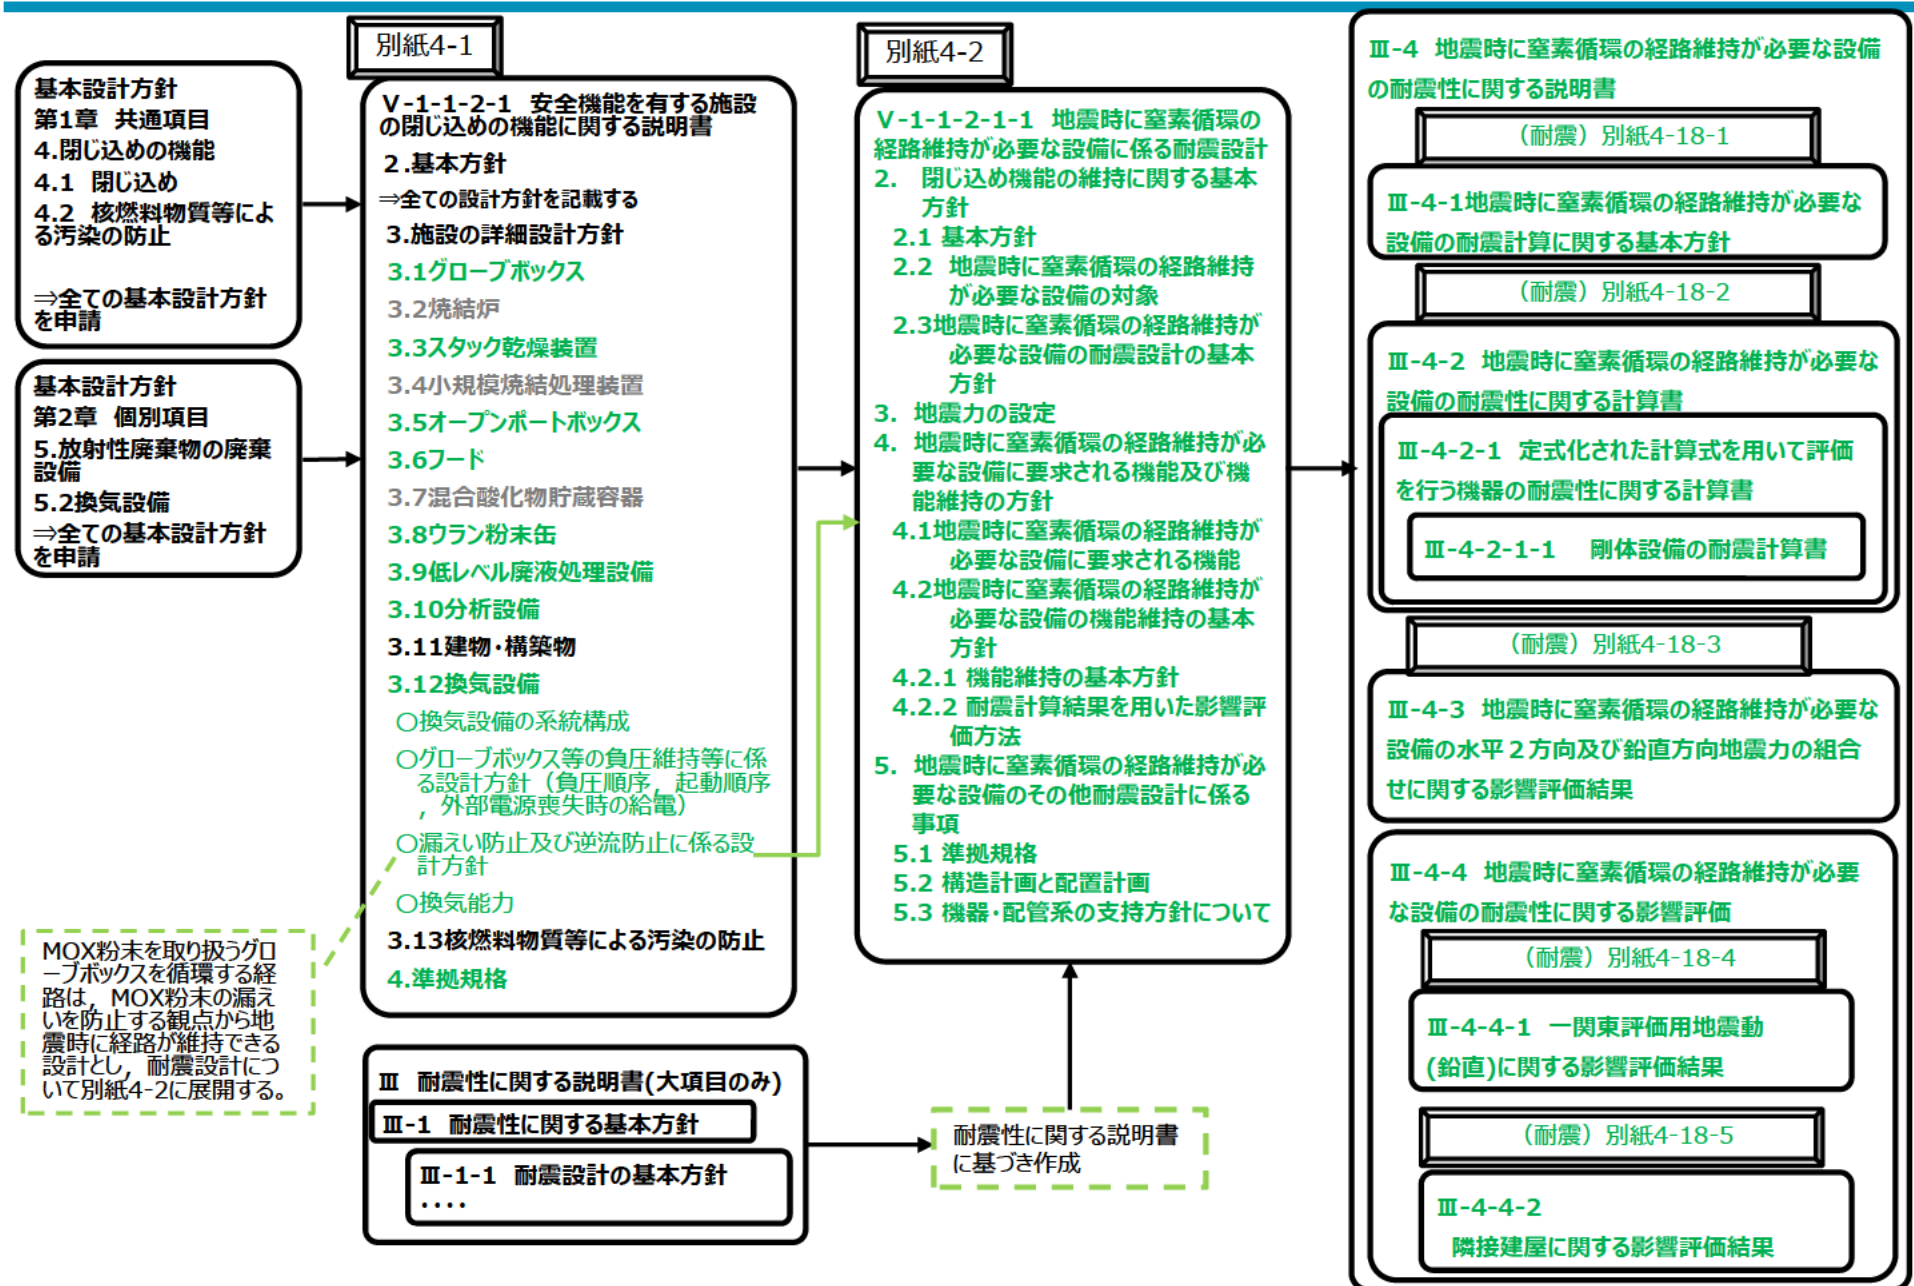 基本設計方針
第1章 共通項目
4.閉じ込めの機能
4.1 閉じ込め
4.2 核燃料物質等によ
る汚染の防止
⇒全ての基本設計方針
を申請
基本設計方針
第2章 個別項目
5.放射性廃棄物の廃棄
設備
5.2換気設備
⇒全ての基本設計方針
を申請
別紙4-1
Ⅴ-1-1-2-1 安全機能を有する施設
の閉じ込めの機能に関する説明書
2.基本方針
⇒全ての設計方針を記載する
3.施設の詳細設計方針
3.1グローブボックス
3.2焼結炉
3.3スタック乾燥装置
3.4小規模焼結処理装置
3.5オープンポートボックス
3.6フード
3.7混合酸化物貯蔵容器
3.8ウラン粉末缶
3.9低レベル廃液処理設備
3.10分析設備
3.11建物・構築物
3.12換気設備
○換気設備の系統構成
○グローブボックス等の負圧維持等に係
る設計方針（負圧順序，起動順序
，外部電源喪失時の給電）
○漏えい防止及び逆流防止に係る設
計方針
○換気能力
3.13核燃料物質等による汚染の防止
4.準拠規格
MOX粉末を取り扱うグロ
ーブボックスを循環する経
路は，MOX粉末の漏え
いを防止する観点から地
震時に経路が維持できる
設計とし，耐震設計につ
いて別紙4-2に展開する。
Ⅲ 耐震性に関する説明書(大項目のみ)
Ⅲ-1 耐震性に関する基本方針
Ⅲ-1-1 耐震設計の基本方針
････
別紙4-2
Ⅴ-1-1-2-1-1 地震時に窒素循環の
経路維持が必要な設備に係る耐震設計
2. 閉じ込め機能の維持に関する基本
方針
2.1 基本方針
2.2 地震時に窒素循環の経路維持
が必要な設備の対象
2.3地震時に窒素循環の経路維持が
必要な設備の耐震設計の基本
方針
3. 地震力の設定
4. 地震時に窒素循環の経路維持が必
要な設備に要求される機能及び機
能維持の方針
4.1地震時に窒素循環の経路維持が
必要な設備に要求される機能
4.2地震時に窒素循環の経路維持が
必要な設備の機能維持の基本
方針
4.2.1 機能維持の基本方針
4.2.2 耐震計算結果を用いた影響評
価方法
5. 地震時に窒素循環の経路維持が必
要な設備のその他耐震設計に係る
事項
5.1 準拠規格
5.2 構造計画と配置計画
5.3 機器・配管系の支持方針について
耐震性に関する説明書
に基づき作成
Ⅲ-4 地震時に窒素循環の経路維持が必要な設備
の耐震性に関する説明書
（耐震）別紙4-18-1
Ⅲ-4-1地震時に窒素循環の経路維持が必要な
設備の耐震計算に関する基本方針
（耐震）別紙4-18-2
Ⅲ-4-2 地震時に窒素循環の経路維持が必要な
設備の耐震性に関する計算書
Ⅲ-4-2-1 定式化された計算式を用いて評価
を行う機器の耐震性に関する計算書
Ⅲ-4-2-1-1 剛体設備の耐震計算書
（耐震）別紙4-18-3
Ⅲ-4-3 地震時に窒素循環の経路維持が必要な
設備の水平２方向及び鉛直方向地震力の組合
せに関する影響評価結果
Ⅲ-4-4 地震時に窒素循環の経路維持が必要
な設備の耐震性に関する影響評価
（耐震）別紙4-18-4
Ⅲ-4-4-1 一関東評価用地震動
(鉛直)に関する影響評価結果
（耐震）別紙4-18-5
Ⅲ-4-4-2
隣接建屋に関する影響評価結果